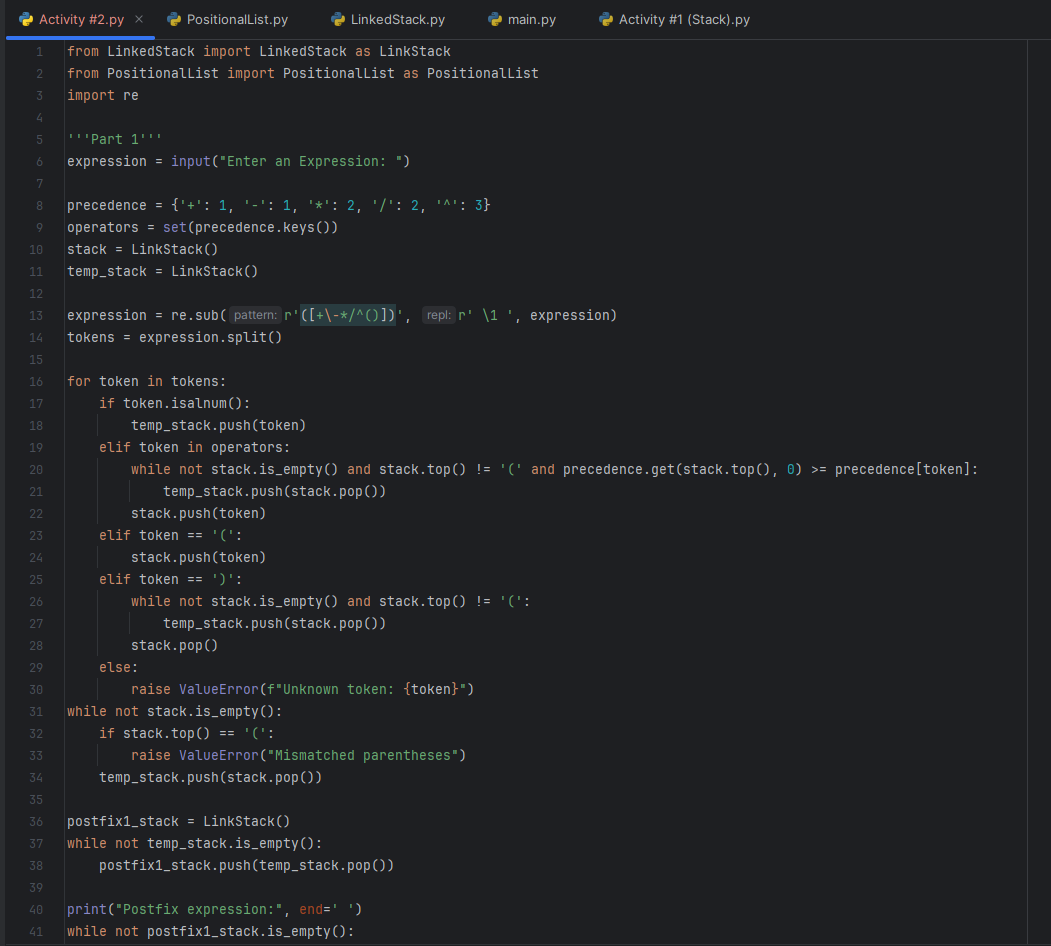 Activity #2.py × PositionalList.py LinkedStack.py main.py Activity #1 (Stack).py
1 from LinkedStack import LinkedStack as LinkStack
2 from PositionalList import PositionalList as PositionalList
3 import re
4
5 '''Part 1'''
6 expression = input("Enter an Expression: ")
7
8 precedence = {'+': 1, '-': 1, '*': 2, '/': 2, '^': 3}
9 operators = set(precedence.keys())
10 stack = LinkStack()
11 temp_stack = LinkStack()
12
13 expression = re.sub( pattern: r'([+\-*/^()])', repl: r' \1 ', expression)
14 tokens = expression.split()
15
16 for token in tokens:
17     if token.isalnum():
18         temp_stack.push(token)
19     elif token in operators:
20         while not stack.is_empty() and stack.top() != '(' and precedence.get(stack.top(), 0) >= precedence[token]:
21             temp_stack.push(stack.pop())
22         stack.push(token)
23     elif token == '(':
24         stack.push(token)
25     elif token == ')':
26         while not stack.is_empty() and stack.top() != '(':
27             temp_stack.push(stack.pop())
28         stack.pop()
29     else:
30         raise ValueError(f"Unknown token: {token}")
31 while not stack.is_empty():
32     if stack.top() == '(':
33         raise ValueError("Mismatched parentheses")
34     temp_stack.push(stack.pop())
35
36 postfix1_stack = LinkStack()
37 while not temp_stack.is_empty():
38     postfix1_stack.push(temp_stack.pop())
39
40 print("Postfix expression:", end=' ')
41 while not postfix1_stack.is_empty():